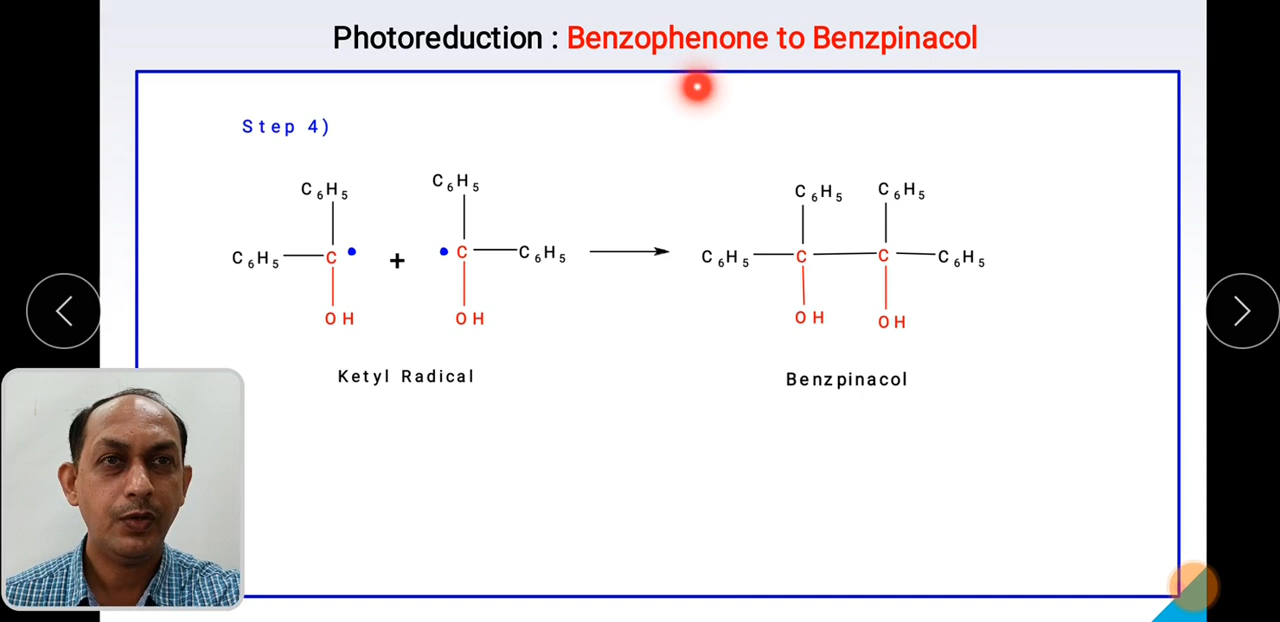 Photoreduction : Benzophenone to Benzpinacol
Step 4)
C6H5 C6H5 C6H5 C6H5
C6H5 C • + • C C6H5 C6H5 C C C6H5
OH OH OH OH
Ketyl Radical Benzpinacol